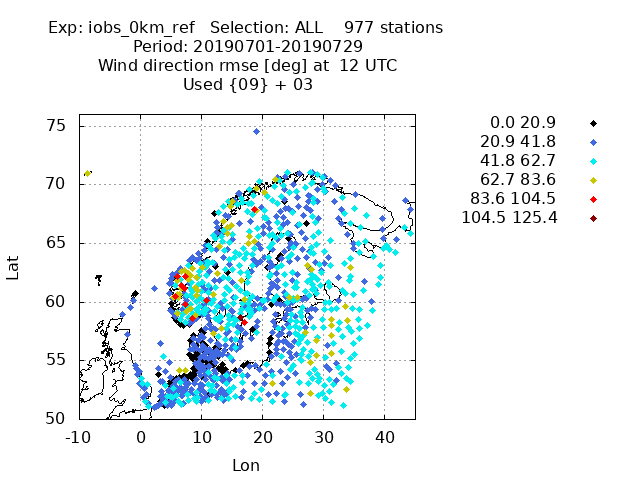 Exp: iobs_0km_ref   Selection: ALL    977 stations
Period: 20190701-20190729
Wind direction rmse [deg] at  12 UTC
Used {09} + 03
0.0 20.9
20.9 41.8
41.8 62.7
62.7 83.6
83.6 104.5
104.5 125.4
75
70
65
60
55
50
Lat
-10 0 10 20 30 40
Lon